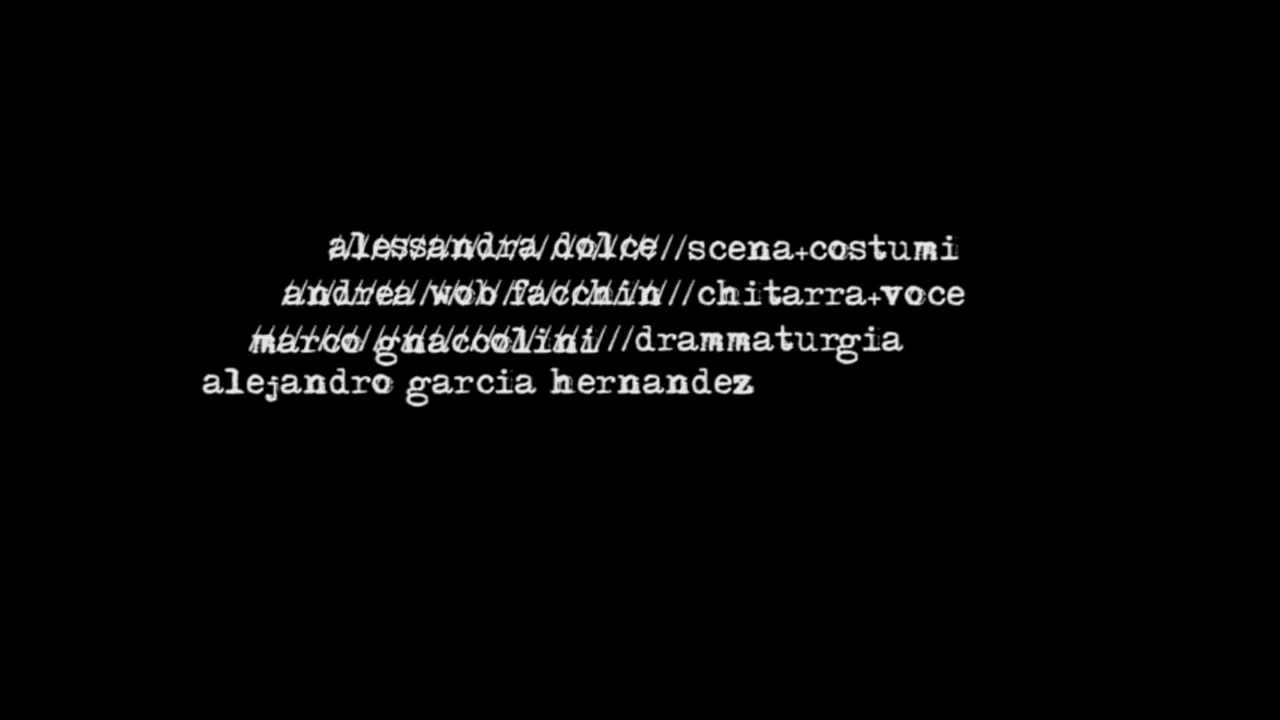 alessandra dolce//scena+costumi
andrea wob facchin//chitarra+voce
marco gnaccolini//drammaturgia
alejandro garcia hernandez